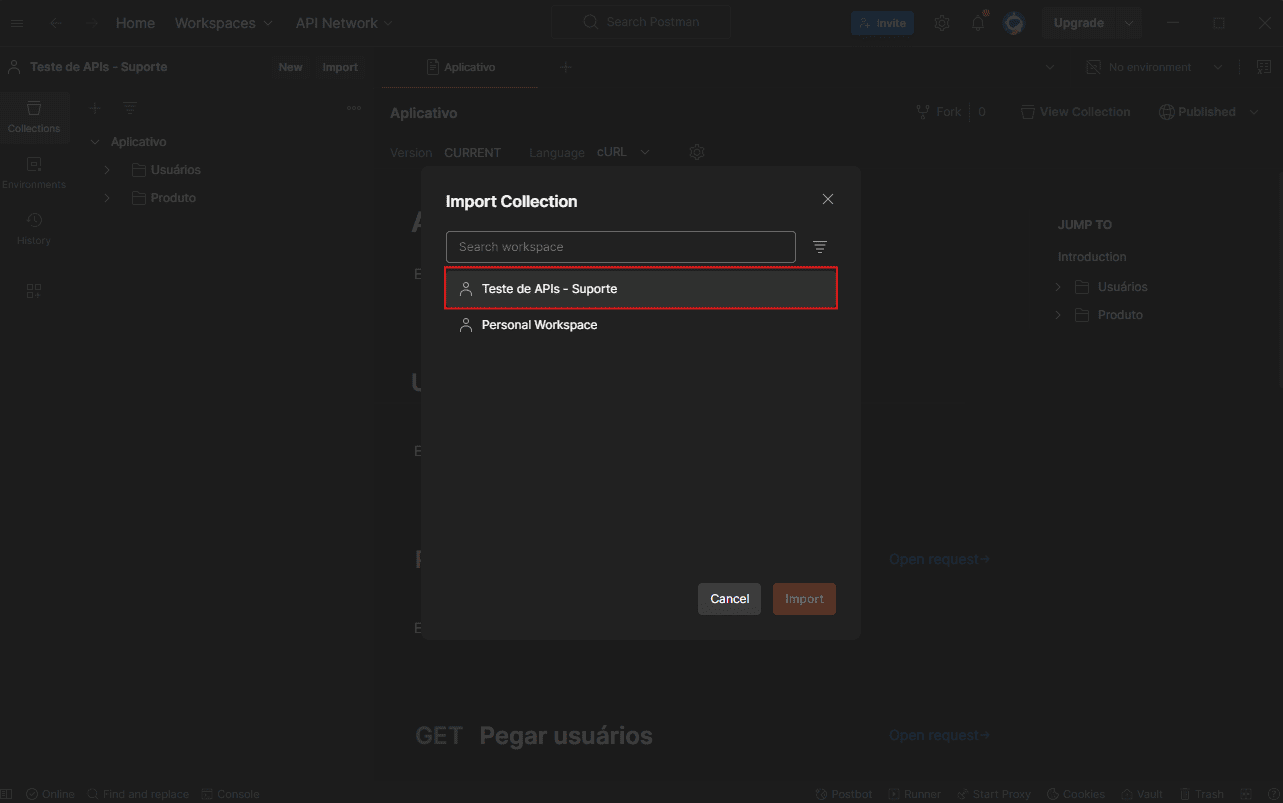 Home Workspaces API Network Search Postman Invite Upgrade
Teste de APIs - Suporte New Import Aplicativo No environment
Collections
Aplicativo Fork 0 View Collection Published
Aplicativo
Version CURRENT Language cURL
Usuários
Environments
Produto
Import Collection
History
JUMP TO
Search workspace
Introduction
Teste de APIs - Suporte
Usuários
Personal Workspace
Produto
Open request→
Cancel Import
GET Pegar usuários Open request→
Online Find and replace Console Postbot Runner Start Proxy Cookies Vault Trash